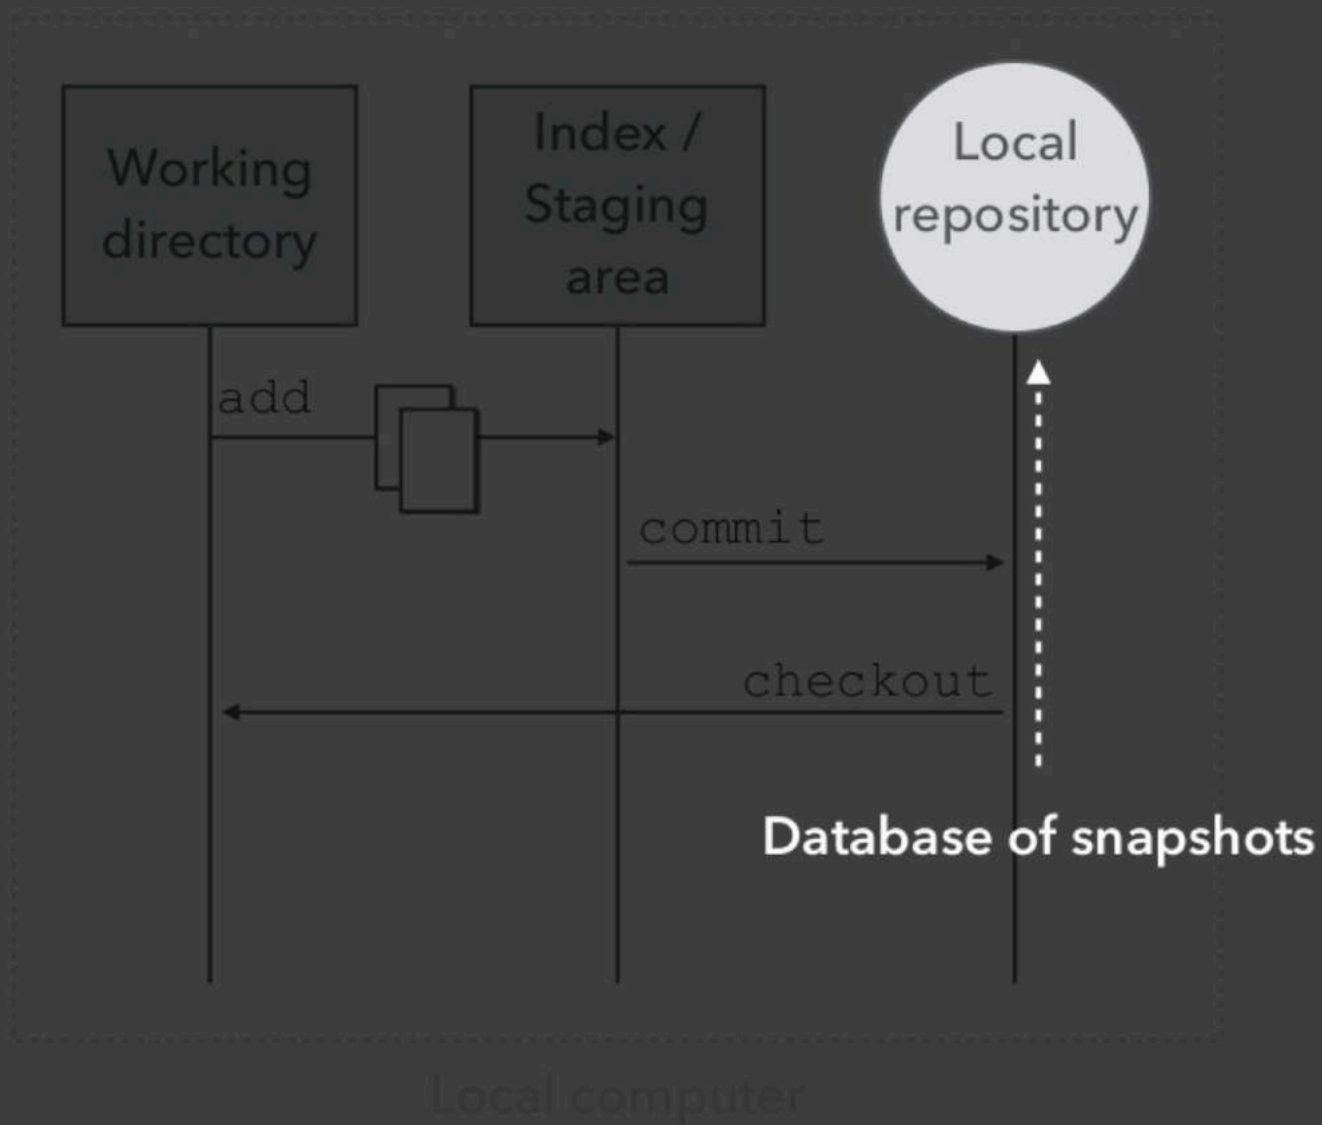 Working
directory
Index /
Staging
area
Local
repository
add
commit
checkout
Database of snapshots
Local computer